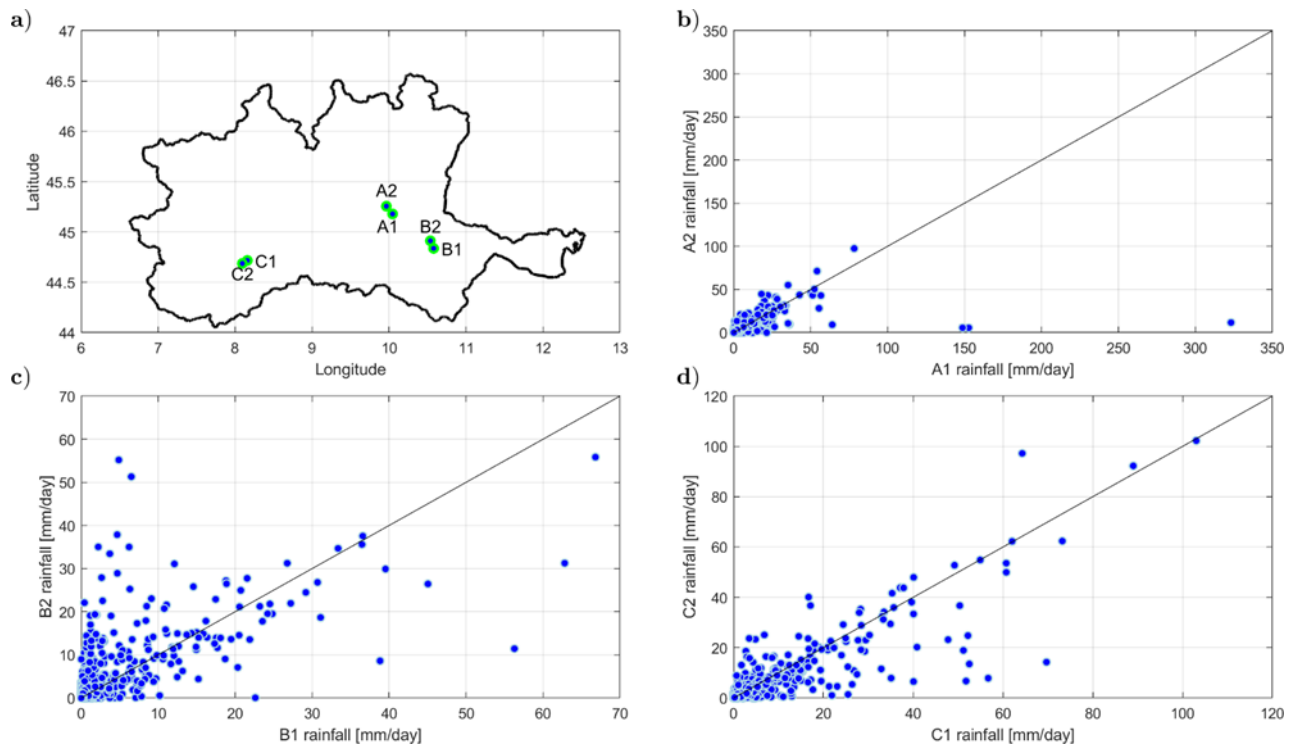 a)
47
46.5
46
45.5
45
44.5
44
Latitude
A2
A1
B2
B1
C1
C2
6 7 8 9 10 11 12 13
Longitude
b)
350
300
250
200
150
100
50
0
A2 rainfall [mm/day]
0 50 100 150 200 250 300 350
A1 rainfall [mm/day]
c)
70
60
50
40
30
20
10
0
B2 rainfall [mm/day]
0 10 20 30 40 50 60 70
B1 rainfall [mm/day]
d)
120
100
80
60
40
20
0
C2 rainfall [mm/day]
0 20 40 60 80 100 120
C1 rainfall [mm/day]